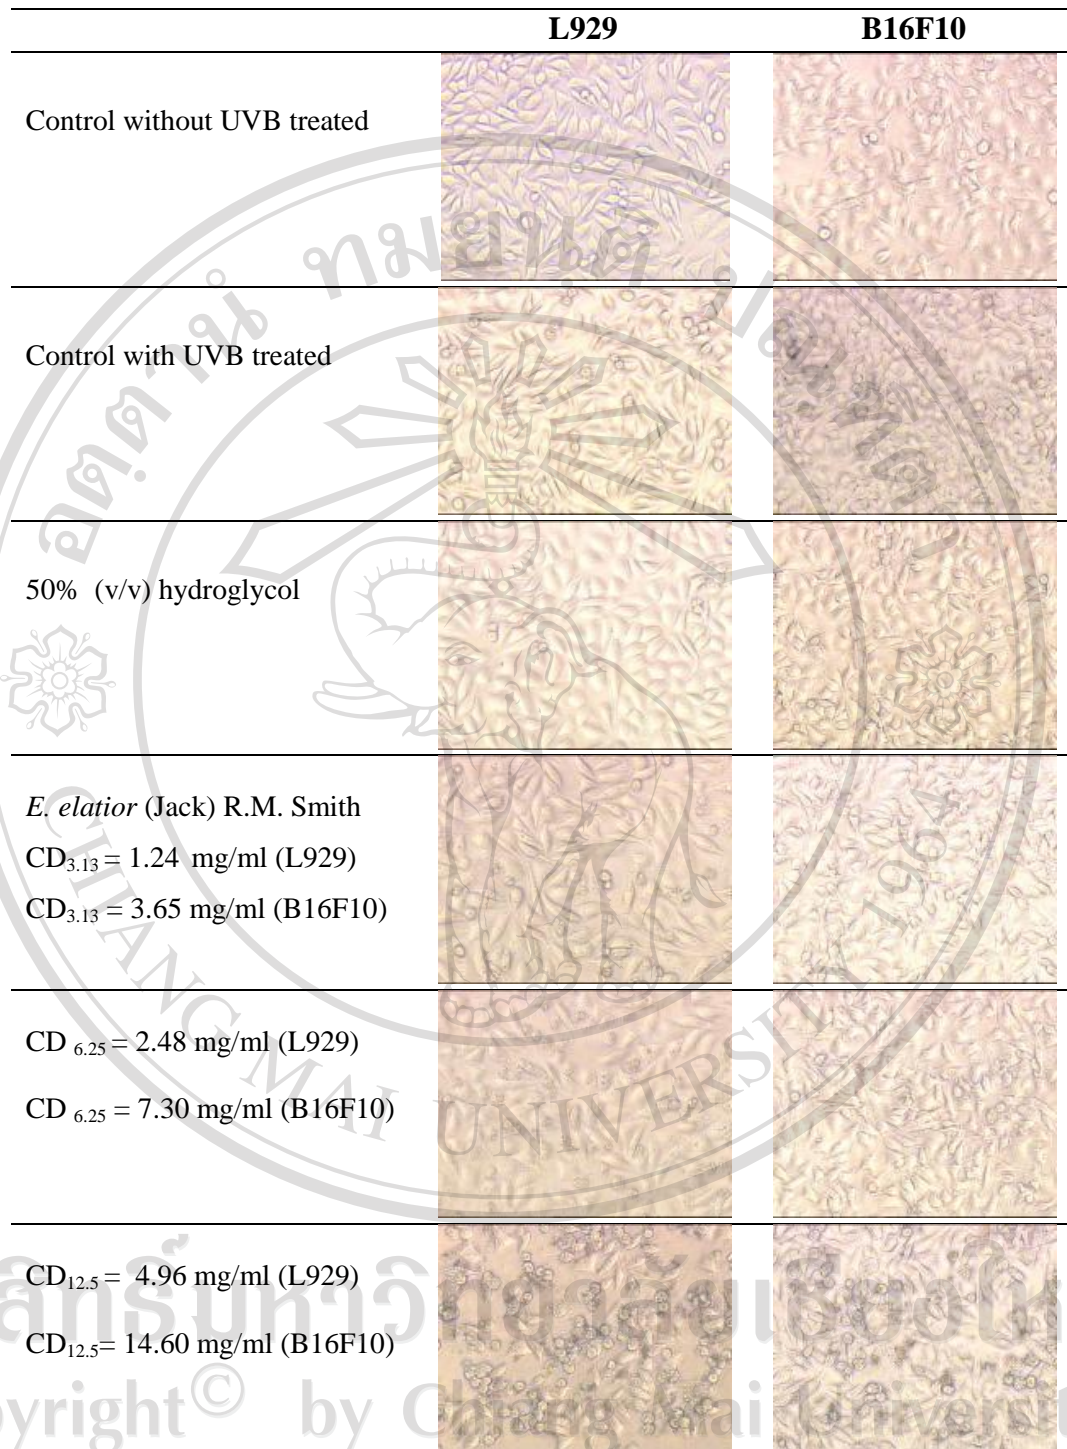 L929 B16F10
Control without UVB treated
Control with UVB treated
50% (v/v) hydroglycol
E. elatior (Jack) R.M. Smith
CD3.13 = 1.24 mg/ml (L929)
CD3.13 = 3.65 mg/ml (B16F10)
CD 6.25 = 2.48 mg/ml (L929)
CD 6.25 = 7.30 mg/ml (B16F10)
CD12.5 = 4.96 mg/ml (L929)
CD12.5= 14.60 mg/ml (B16F10)
CHIANG MAI UNIVERSITY 1964
by Chiang Mai